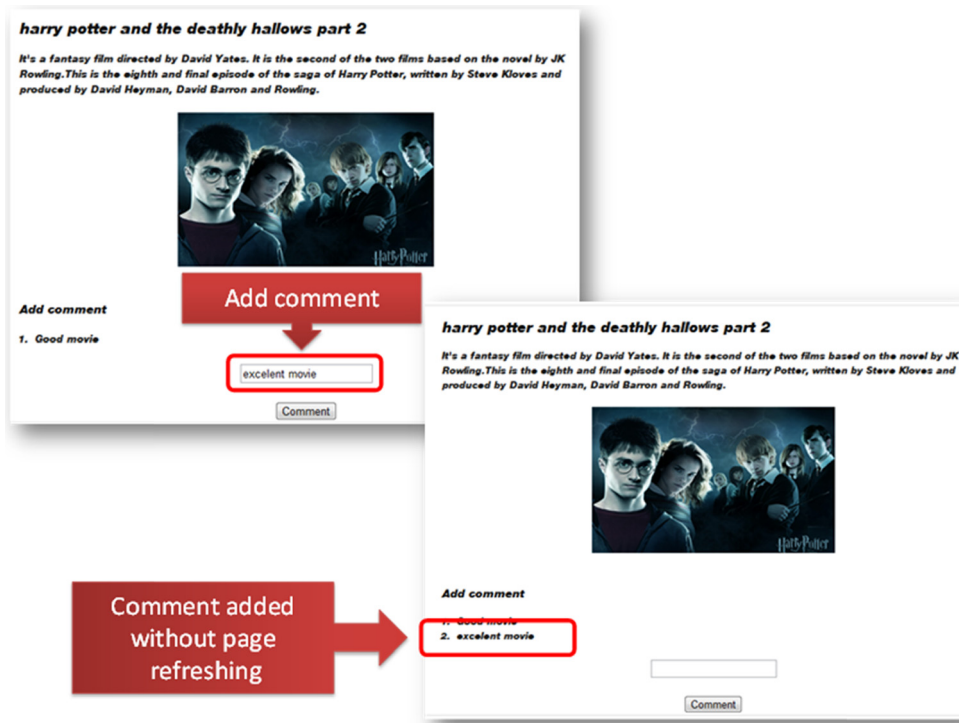 harry potter and the deathly hallows part 2
It's a fantasy film directed by David Yates. It is the second of the two films based on the novel by JK
Rowling.This is the eighth and final episode of the saga of Harry Potter, written by Steve Kloves and
produced by David Heyman, David Barron and Rowling.
Harry Potter
Add comment
Add comment
1. Good movie
excelent movie
Comment
harry potter and the deathly hallows part 2
It's a fantasy film directed by David Yates. It is the second of the two films based on the novel by JK
Rowling.This is the eighth and final episode of the saga of Harry Potter, written by Steve Kloves and
produced by David Heyman, David Barron and Rowling.
Harry Potter
Add comment
1. Good movie
2. excelent movie
Comment added
without page
refreshing
Comment